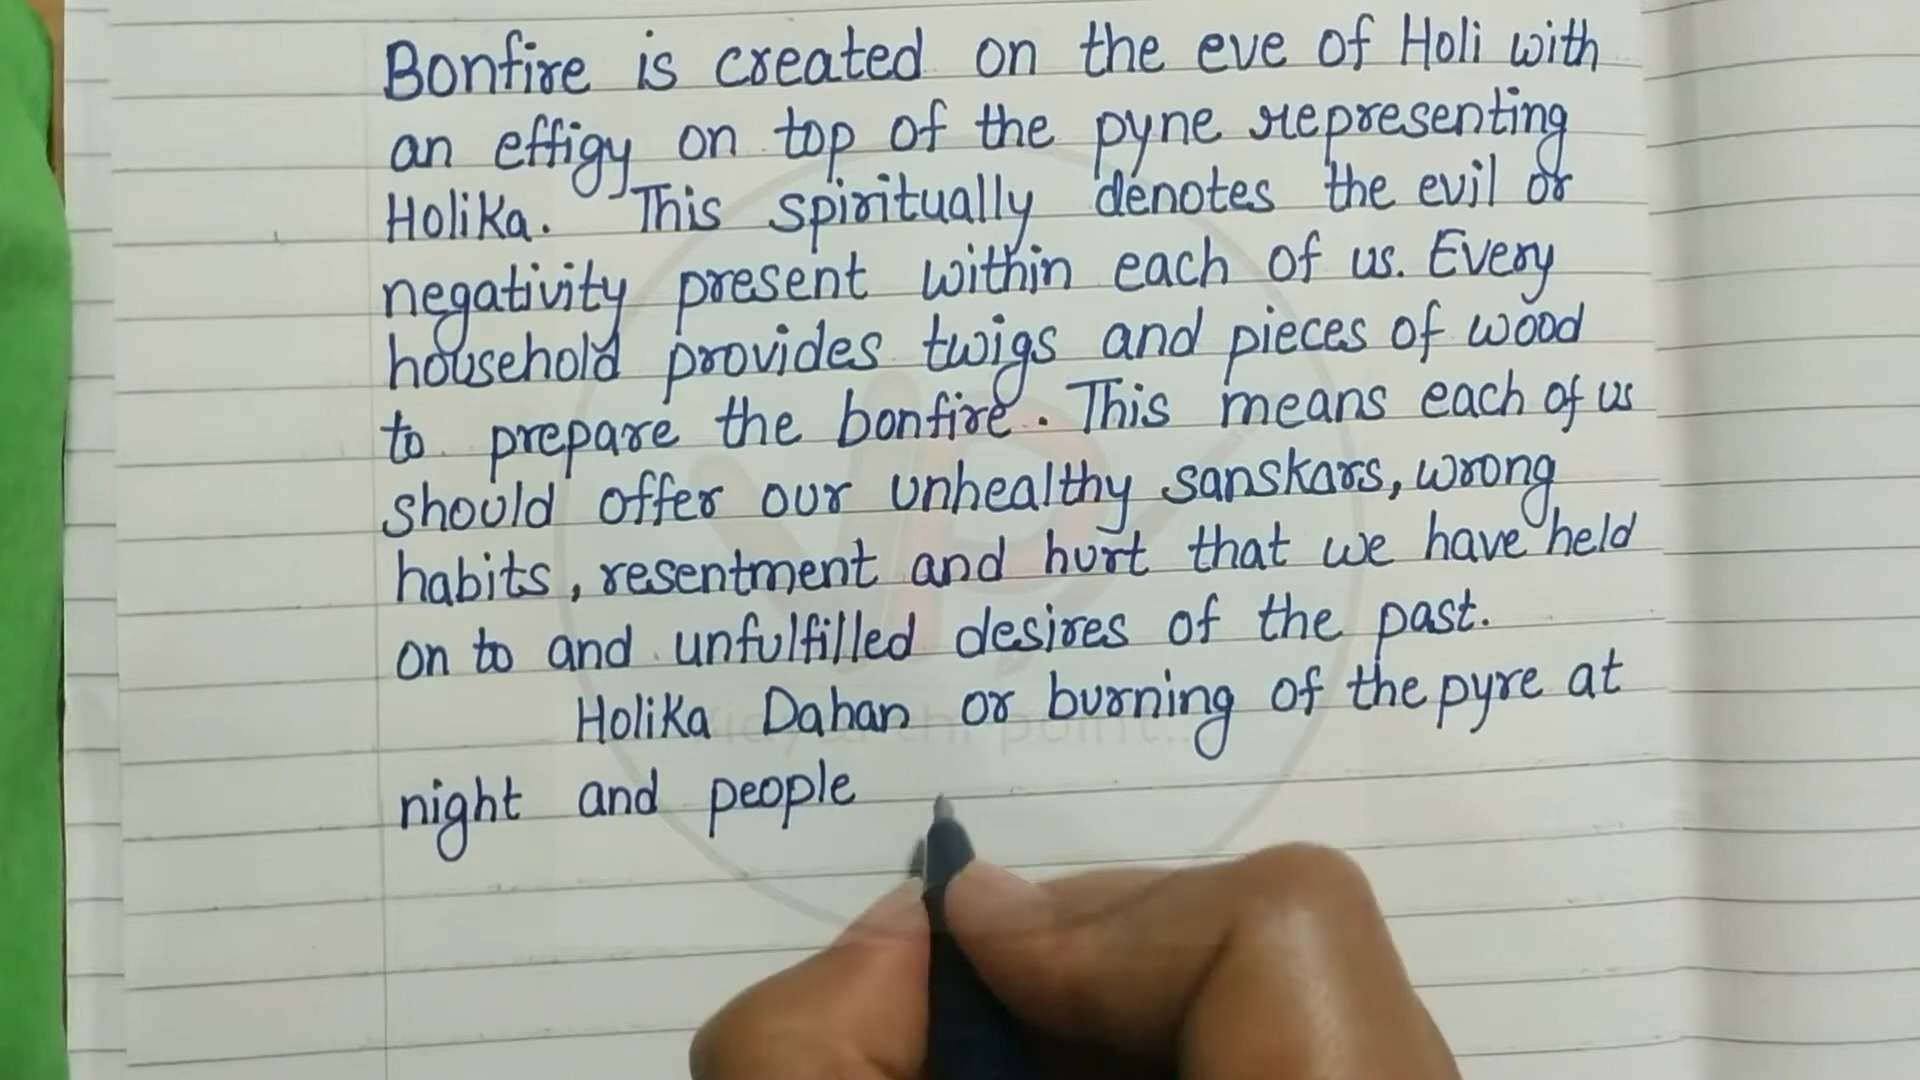 Bonfire is created on the eve of Holi with
an effigy on top of the pyne representing
Holika. This spiritually denotes the evil or
negativity present within each of us. Every
household provides twigs and pieces of wood
to prepare the bonfire. This means each of us
should offer our unhealthy sanskars, wrong
habits, resentment and hurt that we have held
on to and unfulfilled desires of the past.
Holika Dahan or burning of the pyre at
night and people